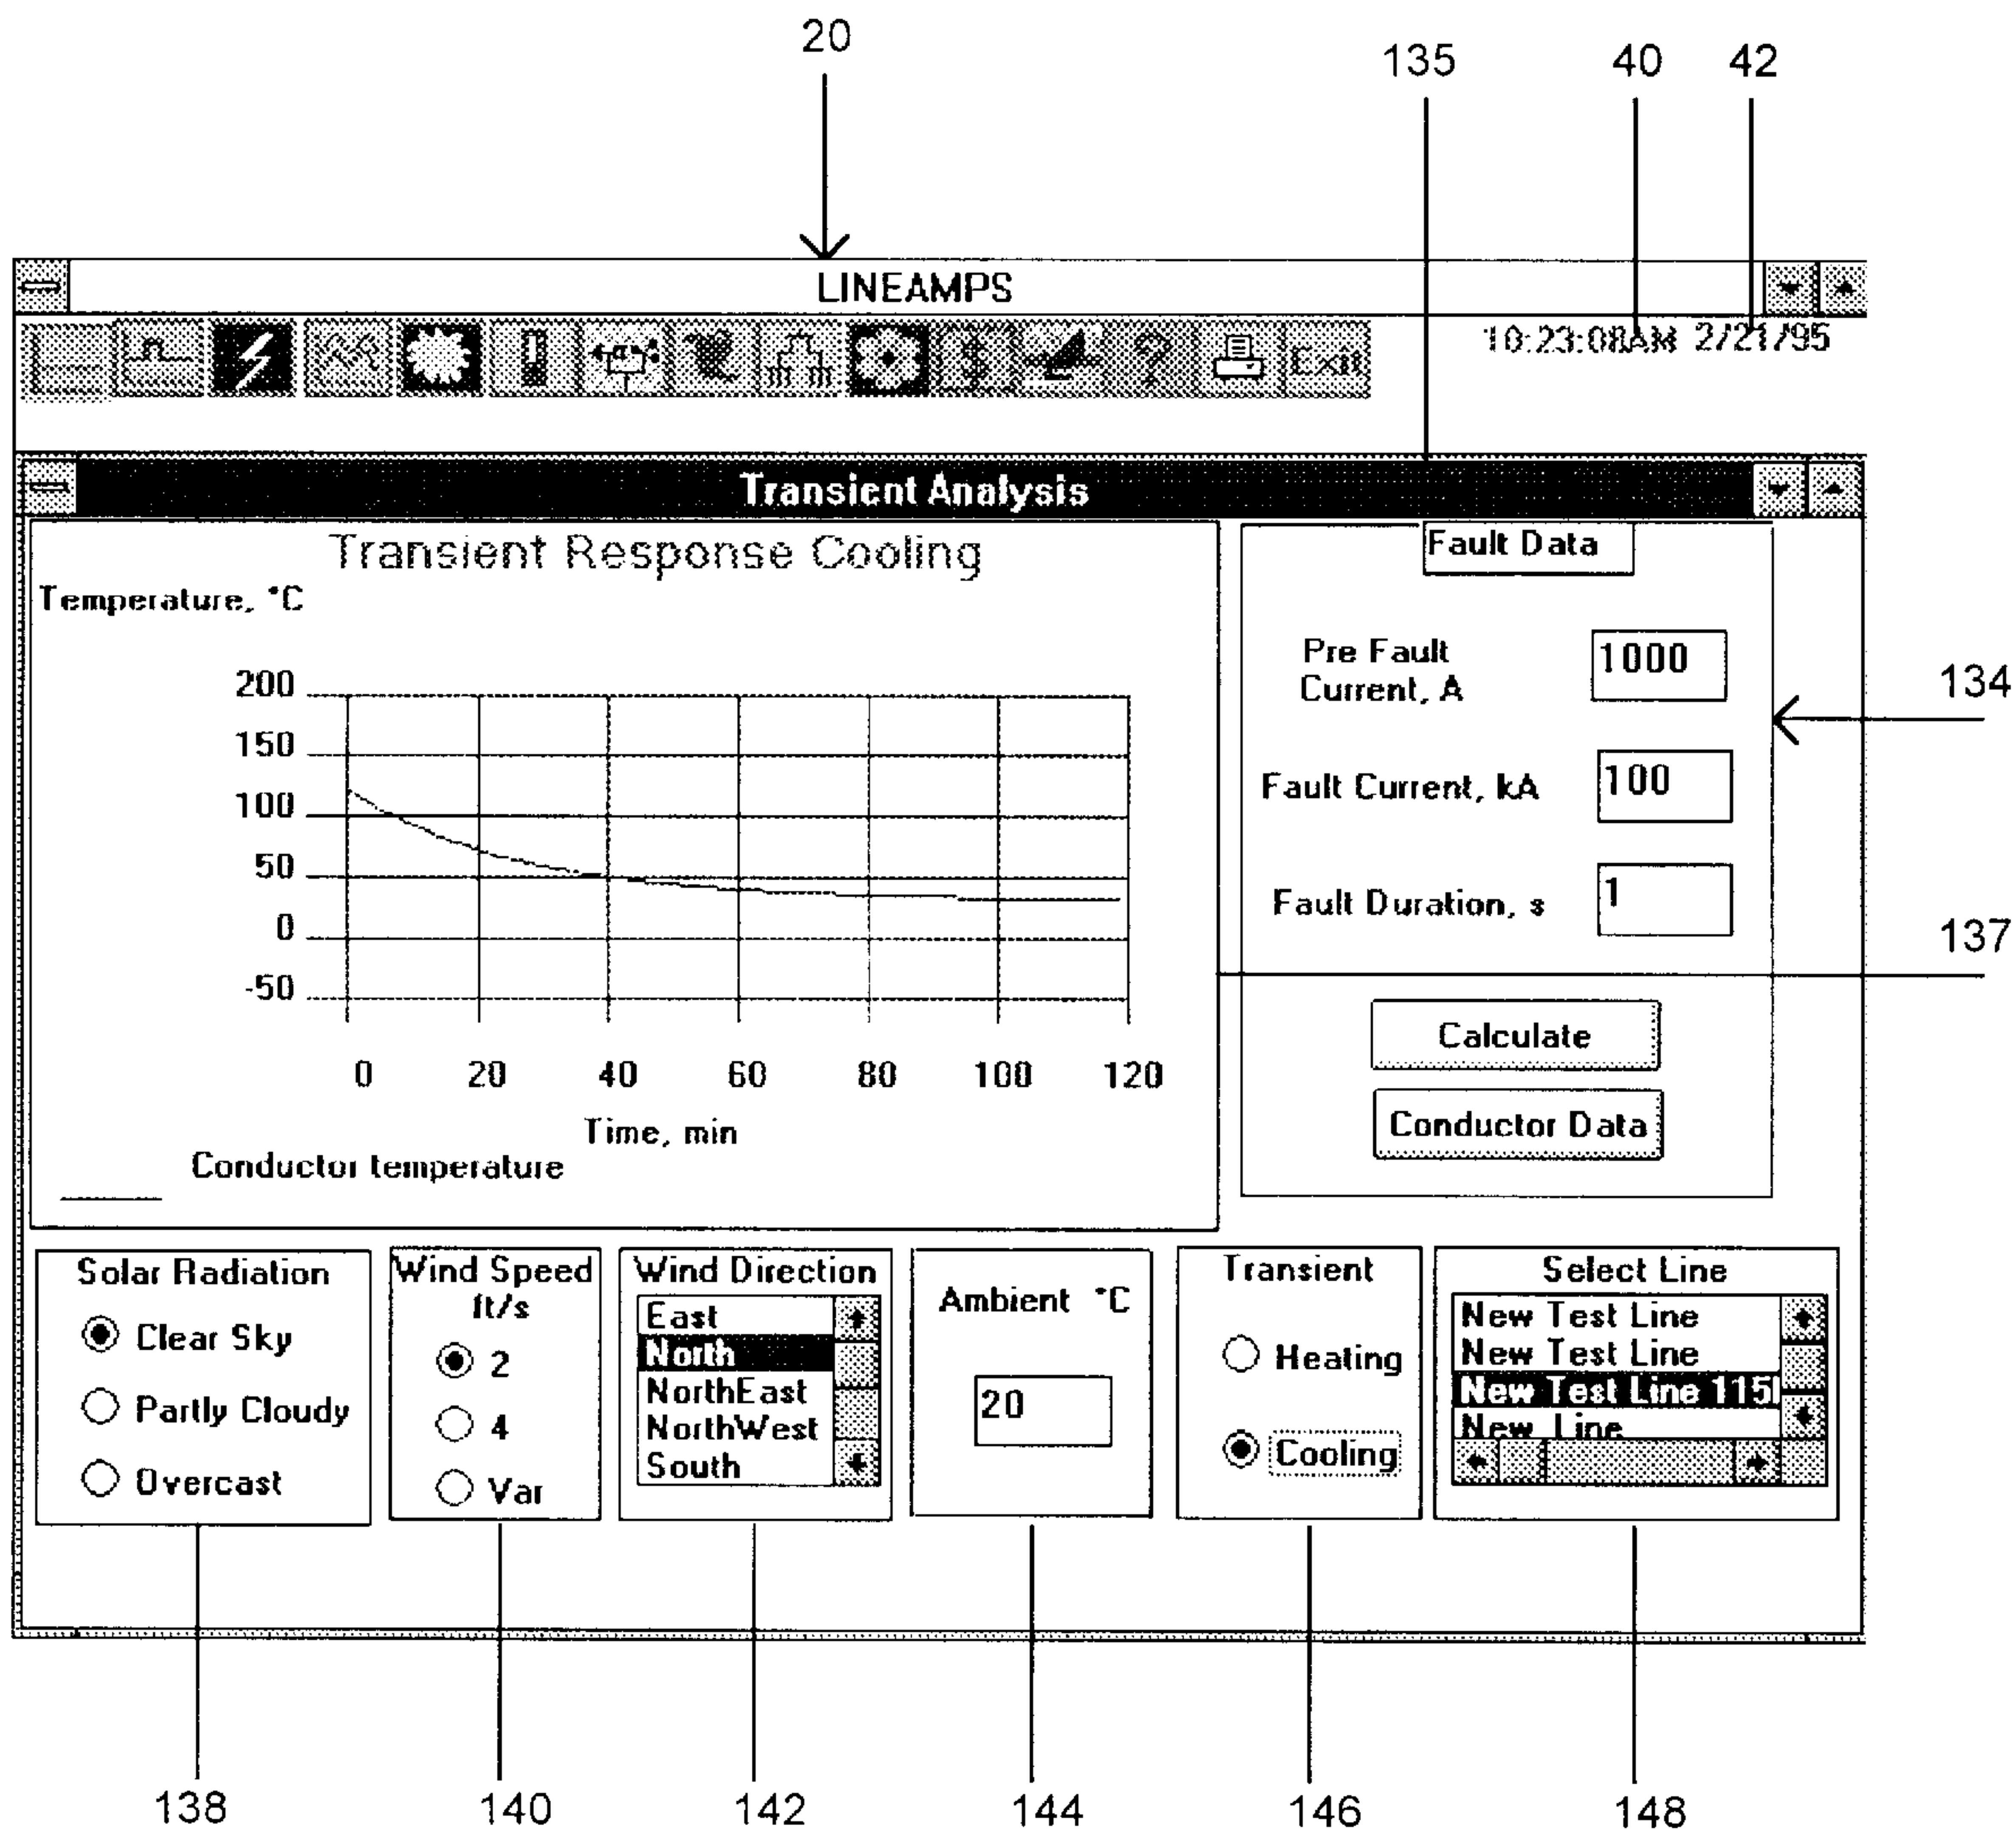 20
135 40 42
LINEAMPS
$ ? Exit
10:23:08AM 2/21/95
Transient Analysis
Transient Response Cooling
Temperature, °C
200
150
100
50
0
-50
0 20 40 60 80 100 120
Time, min
Conductor temperature
Fault Data
Pre Fault
Current, A
1000
Fault Current, kA
100
Fault Duration, s
1
Calculate
Conductor Data
134
137
Solar Radiation
Clear Sky
Partly Cloudy
Overcast
Wind Speed
ft/s
2
4
Var
Wind Direction
East
North
NorthEast
NorthWest
South
Ambient °C
20
Transient
Heating
Cooling
Select Line
New Test Line
New Test Line
New Test Line 115
New Line
138 140 142 144 146 148